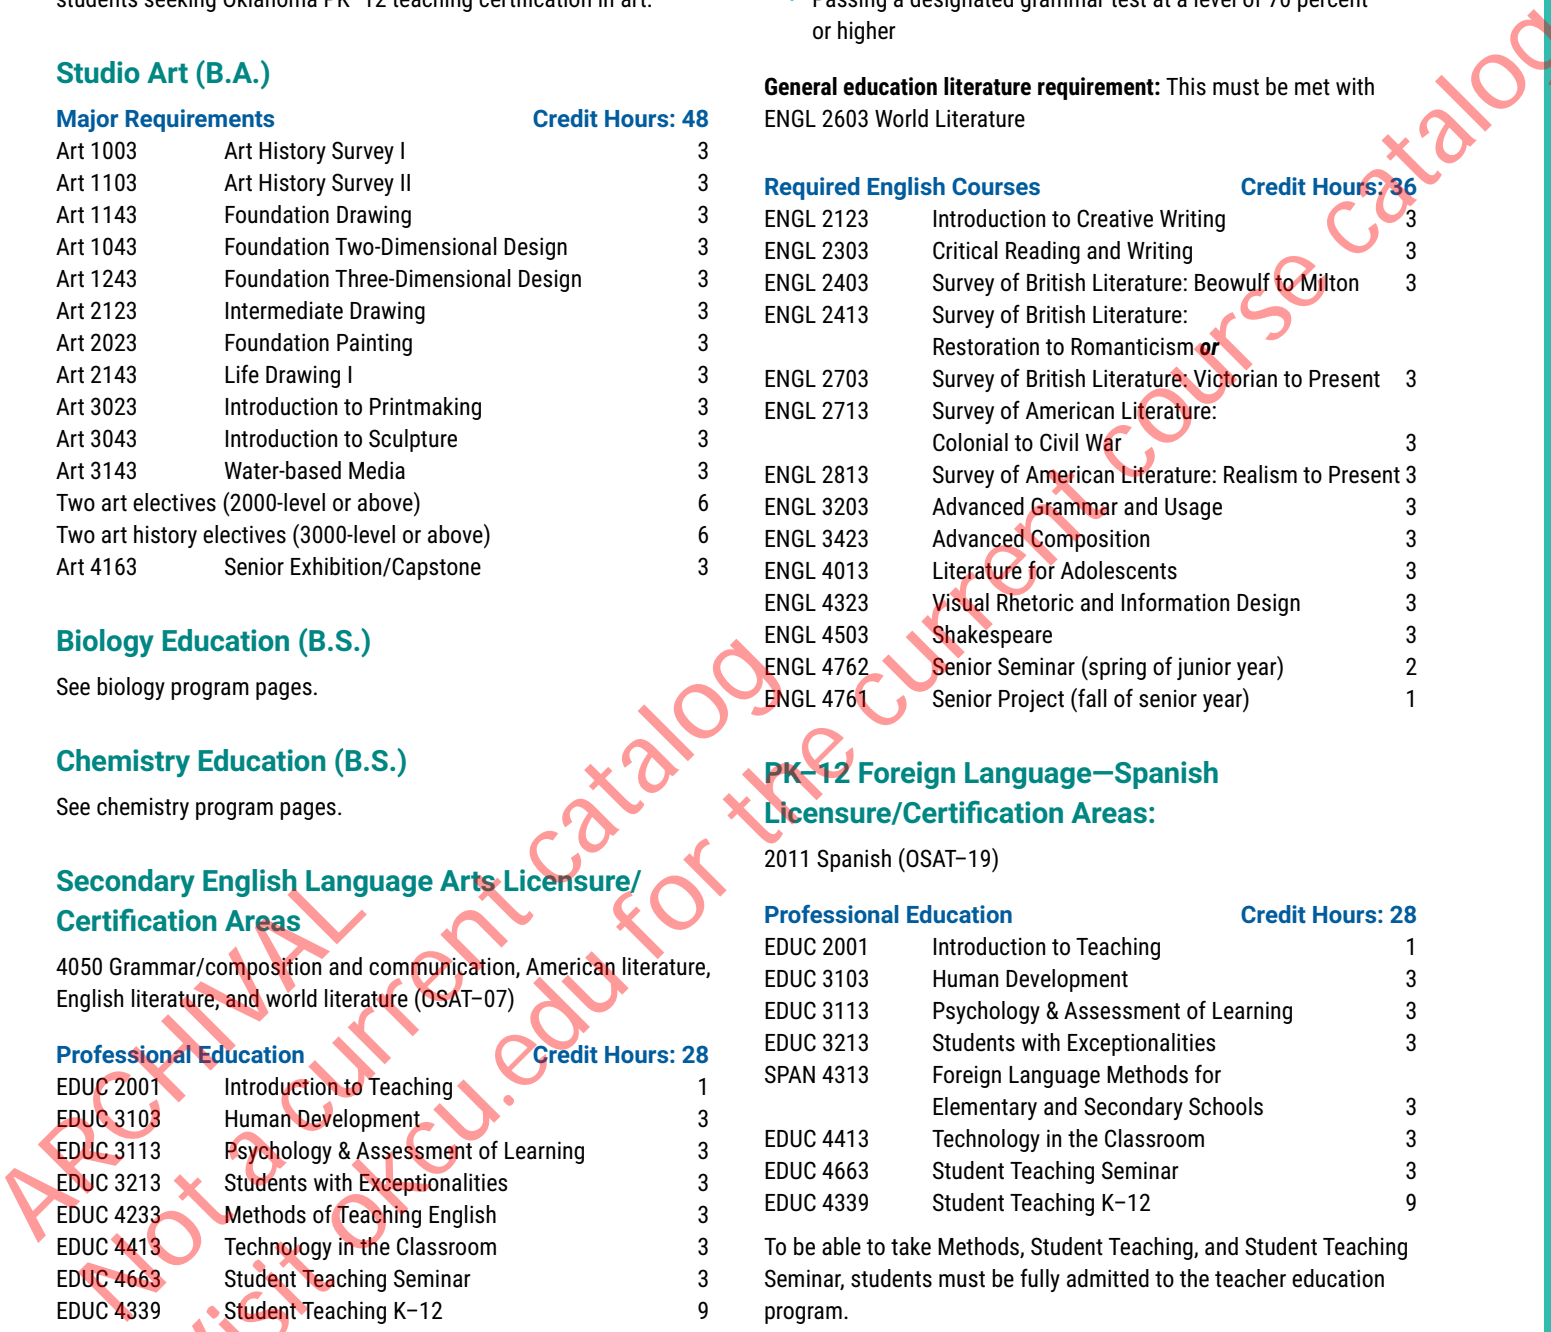 students seeking Oklahoma PK–12 teaching certification in art.
Studio Art (B.A.)
Major Requirements Credit Hours: 48
Art 1003 Art History Survey I 3
Art 1103 Art History Survey II 3
Art 1143 Foundation Drawing 3
Art 1043 Foundation Two-Dimensional Design 3
Art 1243 Foundation Three-Dimensional Design 3
Art 2123 Intermediate Drawing 3
Art 2023 Foundation Painting 3
Art 2143 Life Drawing I 3
Art 3023 Introduction to Printmaking 3
Art 3043 Introduction to Sculpture 3
Art 3143 Water-based Media 3
Two art electives (2000-level or above) 6
Two art history electives (3000-level or above) 6
Art 4163 Senior Exhibition/Capstone 3
Biology Education (B.S.)
See biology program pages.
Chemistry Education (B.S.)
See chemistry program pages.
Secondary English Language Arts Licensure/
Certification Areas
4050 Grammar/composition and communication, American literature,
English literature, and world literature (OSAT–07)
Professional Education Credit Hours: 28
EDUC 2001 Introduction to Teaching 1
EDUC 3103 Human Development 3
EDUC 3113 Psychology & Assessment of Learning 3
EDUC 3213 Students with Exceptionalities 3
EDUC 4233 Methods of Teaching English 3
EDUC 4413 Technology in the Classroom 3
EDUC 4663 Student Teaching Seminar 3
EDUC 4339 Student Teaching K–12 9
Passing a designated grammar test at a level of 70 percent
or higher
General education literature requirement: This must be met with
ENGL 2603 World Literature
Required English Courses Credit Hours: 36
ENGL 2123 Introduction to Creative Writing 3
ENGL 2303 Critical Reading and Writing 3
ENGL 2403 Survey of British Literature: Beowulf to Milton 3
ENGL 2413 Survey of British Literature:
Restoration to Romanticism or
ENGL 2703 Survey of British Literature: Victorian to Present 3
ENGL 2713 Survey of American Literature:
Colonial to Civil War 3
ENGL 2813 Survey of American Literature: Realism to Present 3
ENGL 3203 Advanced Grammar and Usage 3
ENGL 3423 Advanced Composition 3
ENGL 4013 Literature for Adolescents 3
ENGL 4323 Visual Rhetoric and Information Design 3
ENGL 4503 Shakespeare 3
ENGL 4762 Senior Seminar (spring of junior year) 2
ENGL 4761 Senior Project (fall of senior year) 1
PK–12 Foreign Language—Spanish
Licensure/Certification Areas:
2011 Spanish (OSAT–19)
Professional Education Credit Hours: 28
EDUC 2001 Introduction to Teaching 1
EDUC 3103 Human Development 3
EDUC 3113 Psychology & Assessment of Learning 3
EDUC 3213 Students with Exceptionalities 3
SPAN 4313 Foreign Language Methods for
Elementary and Secondary Schools 3
EDUC 4413 Technology in the Classroom 3
EDUC 4663 Student Teaching Seminar 3
EDUC 4339 Student Teaching K–12 9
To be able to take Methods, Student Teaching, and Student Teaching
Seminar, students must be fully admitted to the teacher education
program.
ARCHIVAL
Not a current catalog
visit okcu.edu for the current course catalog